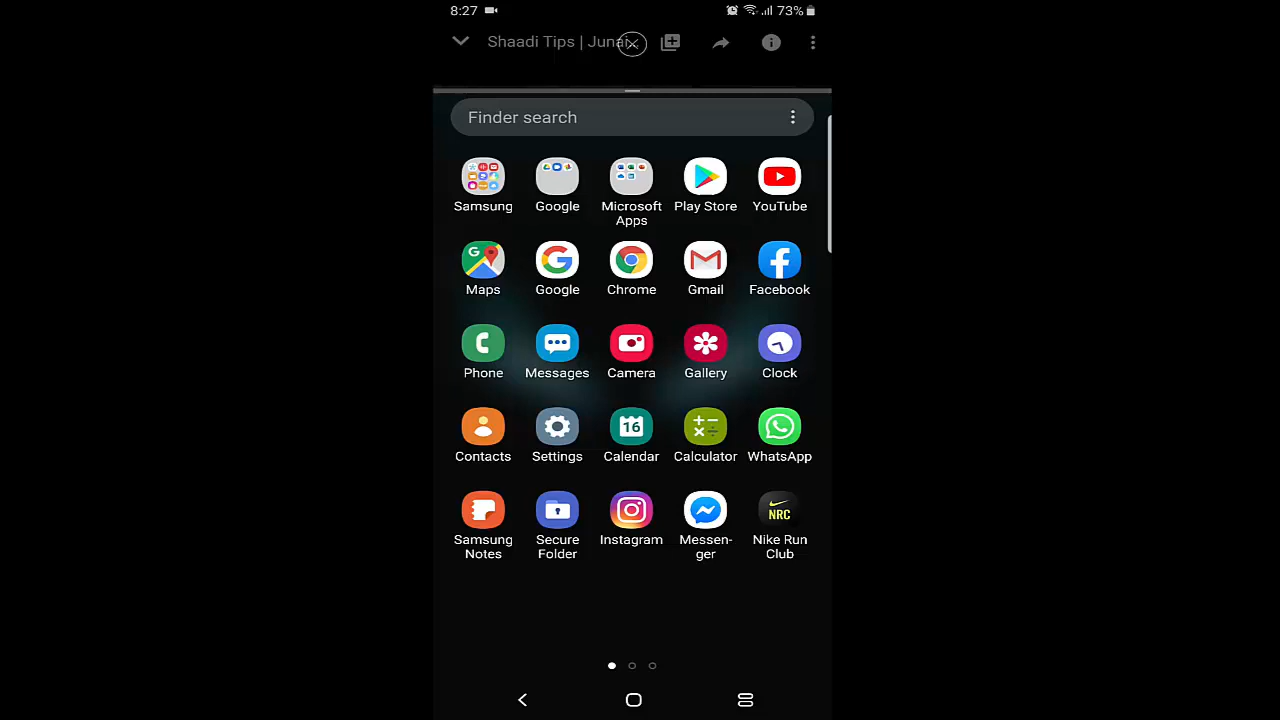 8:27 73%
Shaadi Tips | Junai...
Finder search
Samsung Google Microsoft Apps Play Store YouTube
Maps Google Chrome Gmail Facebook
Phone Messages Camera Gallery Clock
Contacts Settings 16 Calendar Calculator WhatsApp
Samsung Notes Secure Folder Instagram Messen-ger NRC Nike Run Club